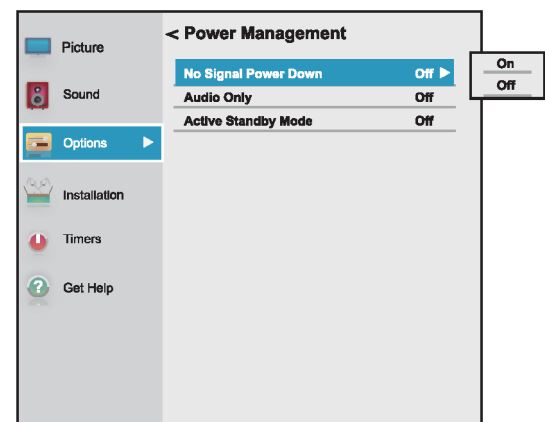 Picture
Sound
Options
Installation
Timers
Get Help
< Power Management
No Signal Power Down Off
Audio Only Off
Active Standby Mode Off
On
Off